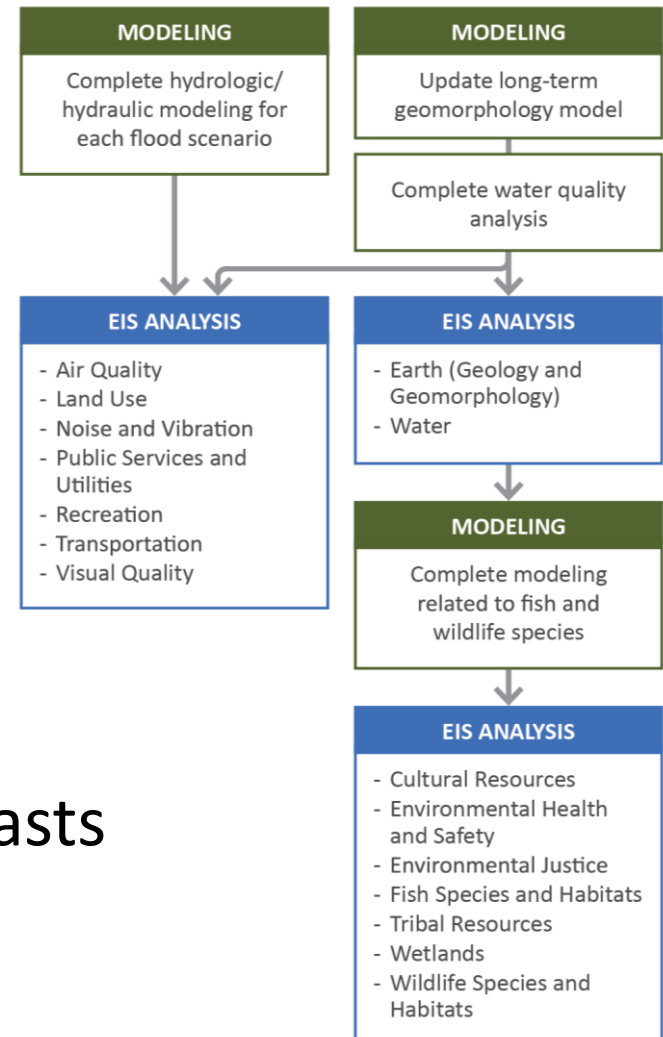 MODELING
Complete hydrologic/
hydraulic modeling for
each flood scenario
MODELING
Update long-term
geomorphology model
Complete water quality
analysis
EIS ANALYSIS
- Air Quality
- Land Use
- Noise and Vibration
- Public Services and
Utilities
- Recreation
- Transportation
- Visual Quality
EIS ANALYSIS
- Earth (Geology and
Geomorphology)
- Water
MODELING
Complete modeling
related to fish and
wildlife species
asts
EIS ANALYSIS
- Cultural Resources
- Environmental Health
and Safety
- Environmental Justice
- Fish Species and Habitats
- Tribal Resources
- Wetlands
- Wildlife Species and
Habitats